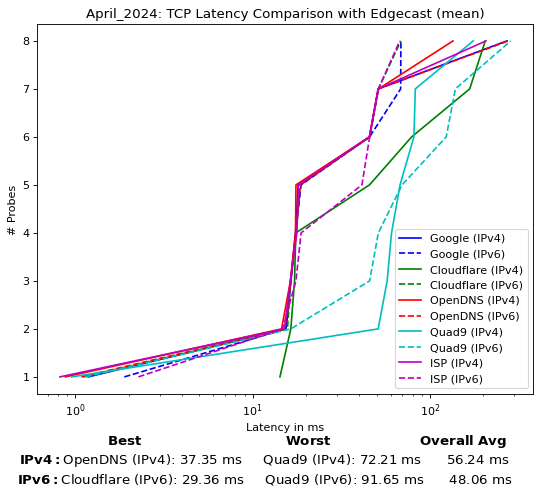 April_2024: TCP Latency Comparison with Edgecast (mean)
8
7
6
5
4
3
2
1
# Probes
Google (IPv4)
Google (IPv6)
Cloudflare (IPv4)
Cloudflare (IPv6)
OpenDNS (IPv4)
OpenDNS (IPv6)
Quad9 (IPv4)
Quad9 (IPv6)
ISP (IPv4)
ISP (IPv6)
10⁰ 10¹ 10²
Latency in ms
Best Worst Overall Avg
IPv4: OpenDNS (IPv4): 37.35 ms Quad9 (IPv4): 72.21 ms 56.24 ms
IPv6: Cloudflare (IPv6): 29.36 ms Quad9 (IPv6): 91.65 ms 48.06 ms